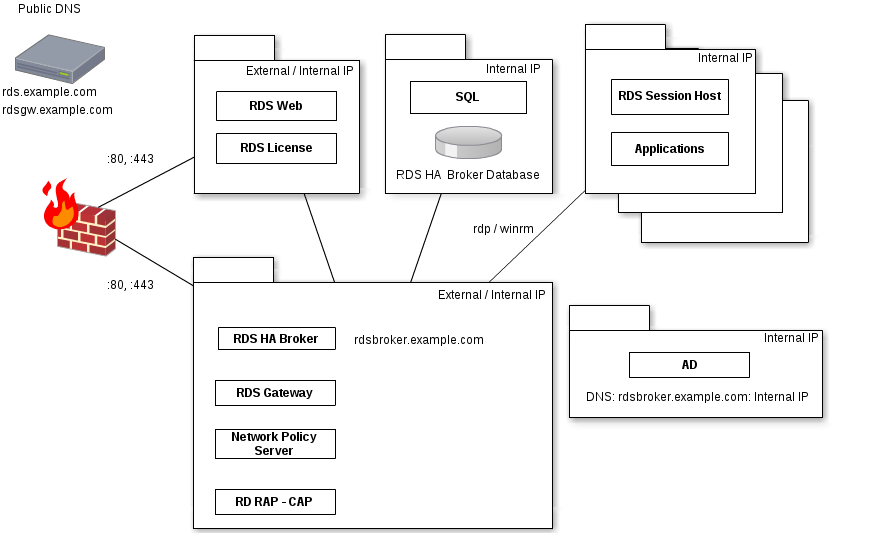 Public DNS
rds.example.com
rdsgw.example.com
:80, :443
:80, :443
External / Internal IP
RDS Web
RDS License
Internal IP
SQL
RDS HA  Broker Database
Internal IP
RDS Session Host
Applications
rdp / winrm
External / Internal IP
RDS HA Broker
rdsbroker.example.com
RDS Gateway
Network Policy
Server
RD RAP - CAP
Internal IP
AD
DNS: rdsbroker.example.com: Internal IP